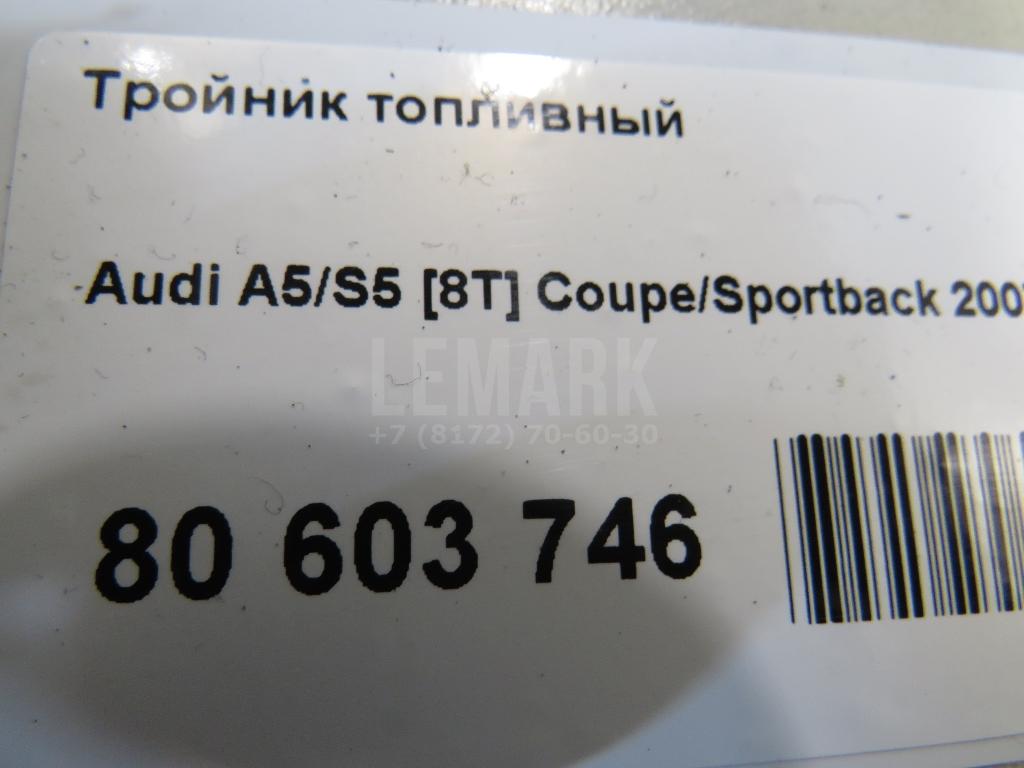 Тройник топливный
Audi A5/S5 [8T] Coupe/Sportback
LEMARK
+7 (8172) 70-60-30
80 603 746